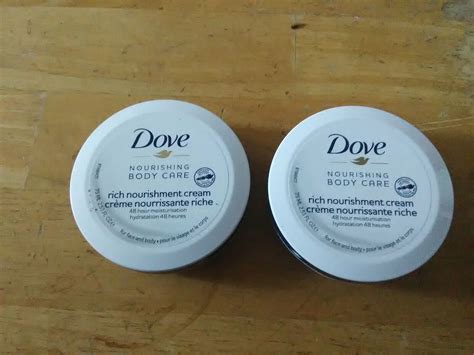 Dove
NOURISHING
BODY CARE
rich nourishment cream
crème nourrissante riche
48 hour moisturisation
hydratation 48 heures
for face and body • pour le visage et le corps
Dove
NOURISHING
BODY CARE
rich nourishment cream
crème nourrissante riche
48 hour moisturisation
hydratation 48 heures
for face and body • pour le visage et le corps